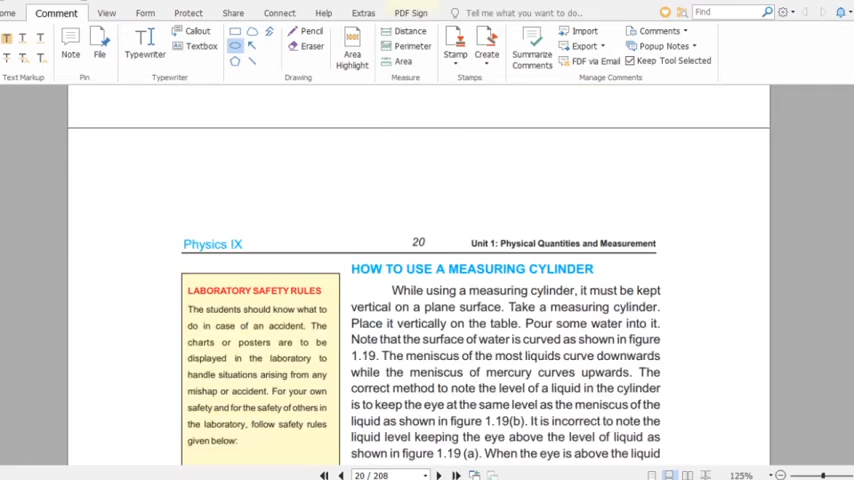 Comment View Form Protect Share Connect Help Extras PDF Sign Tell me what you want to do... Find
Note File Typewriter Callout Textbox Pencil Eraser Area Highlight Distance Perimeter Area Stamp Create Summarize Comments Import Export FDF via Email Comments Popup Notes Keep Tool Selected
Text Markup Pin Typewriter Drawing Measure Stamps Manage Comments
Physics IX 20 Unit 1: Physical Quantities and Measurement
LABORATORY SAFETY RULES
The students should know what to
do in case of an accident. The
charts or posters are to be
displayed in the laboratory to
handle situations arising from any
mishap or accident. For your own
safety and for the safety of others in
the laboratory, follow safety rules
given below:
HOW TO USE A MEASURING CYLINDER
While using a measuring cylinder, it must be kept
vertical on a plane surface. Take a measuring cylinder.
Place it vertically on the table. Pour some water into it.
Note that the surface of water is curved as shown in figure
1.19. The meniscus of the most liquids curve downwards
while the meniscus of mercury curves upwards. The
correct method to note the level of a liquid in the cylinder
is to keep the eye at the same level as the meniscus of the
liquid as shown in figure 1.19(b). It is incorrect to note the
liquid level keeping the eye above the level of liquid as
shown in figure 1.19 (a). When the eye is above the liquid
20 / 208 125%